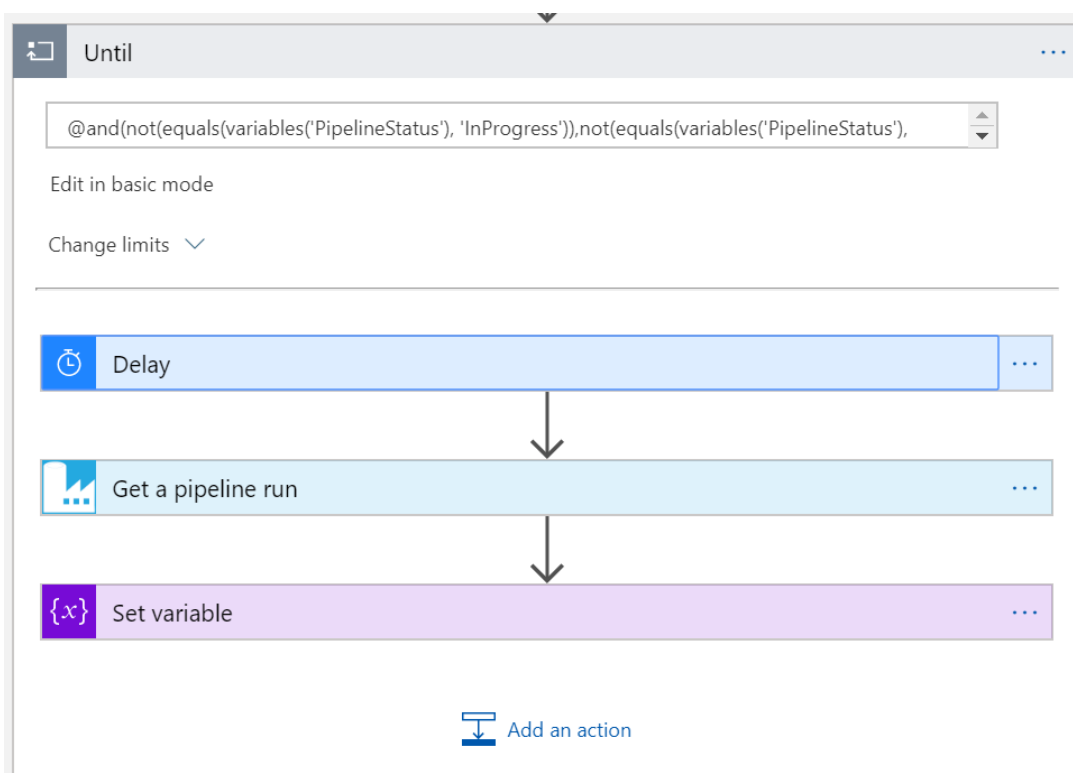 Until
@and(not(equals(variables('PipelineStatus'), 'InProgress')),not(equals(variables('PipelineStatus'),
Edit in basic mode
Change limits
Delay
Get a pipeline run
{x} Set variable
Add an action